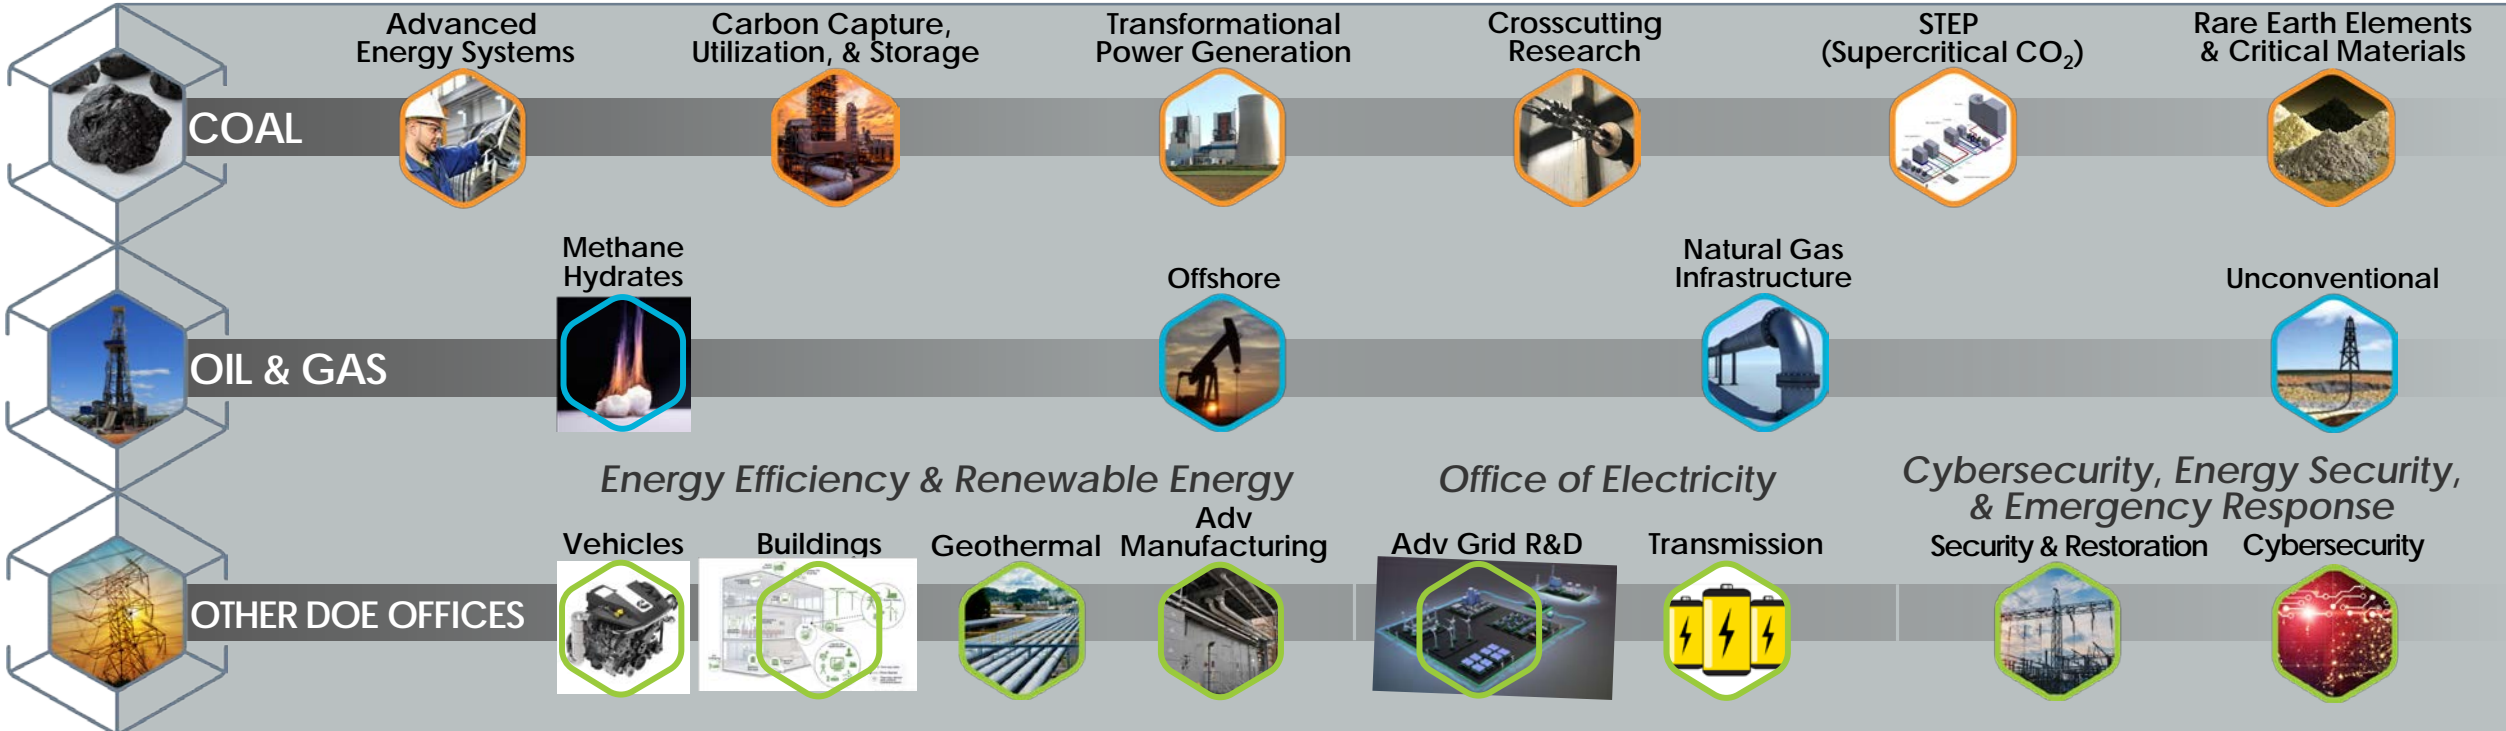 Advanced
Energy Systems
Carbon Capture,
Utilization, & Storage
Transformational
Power Generation
Crosscutting
Research
STEP
(Supercritical CO₂)
Rare Earth Elements
& Critical Materials
COAL
Methane
Hydrates
Offshore
Natural Gas
Infrastructure
Unconventional
OIL & GAS
Energy Efficiency & Renewable Energy
Office of Electricity
Cybersecurity, Energy Security,
& Emergency Response
Vehicles
Buildings
Geothermal
Adv
Manufacturing
Adv Grid R&D
Transmission
Security & Restoration
Cybersecurity
OTHER DOE OFFICES